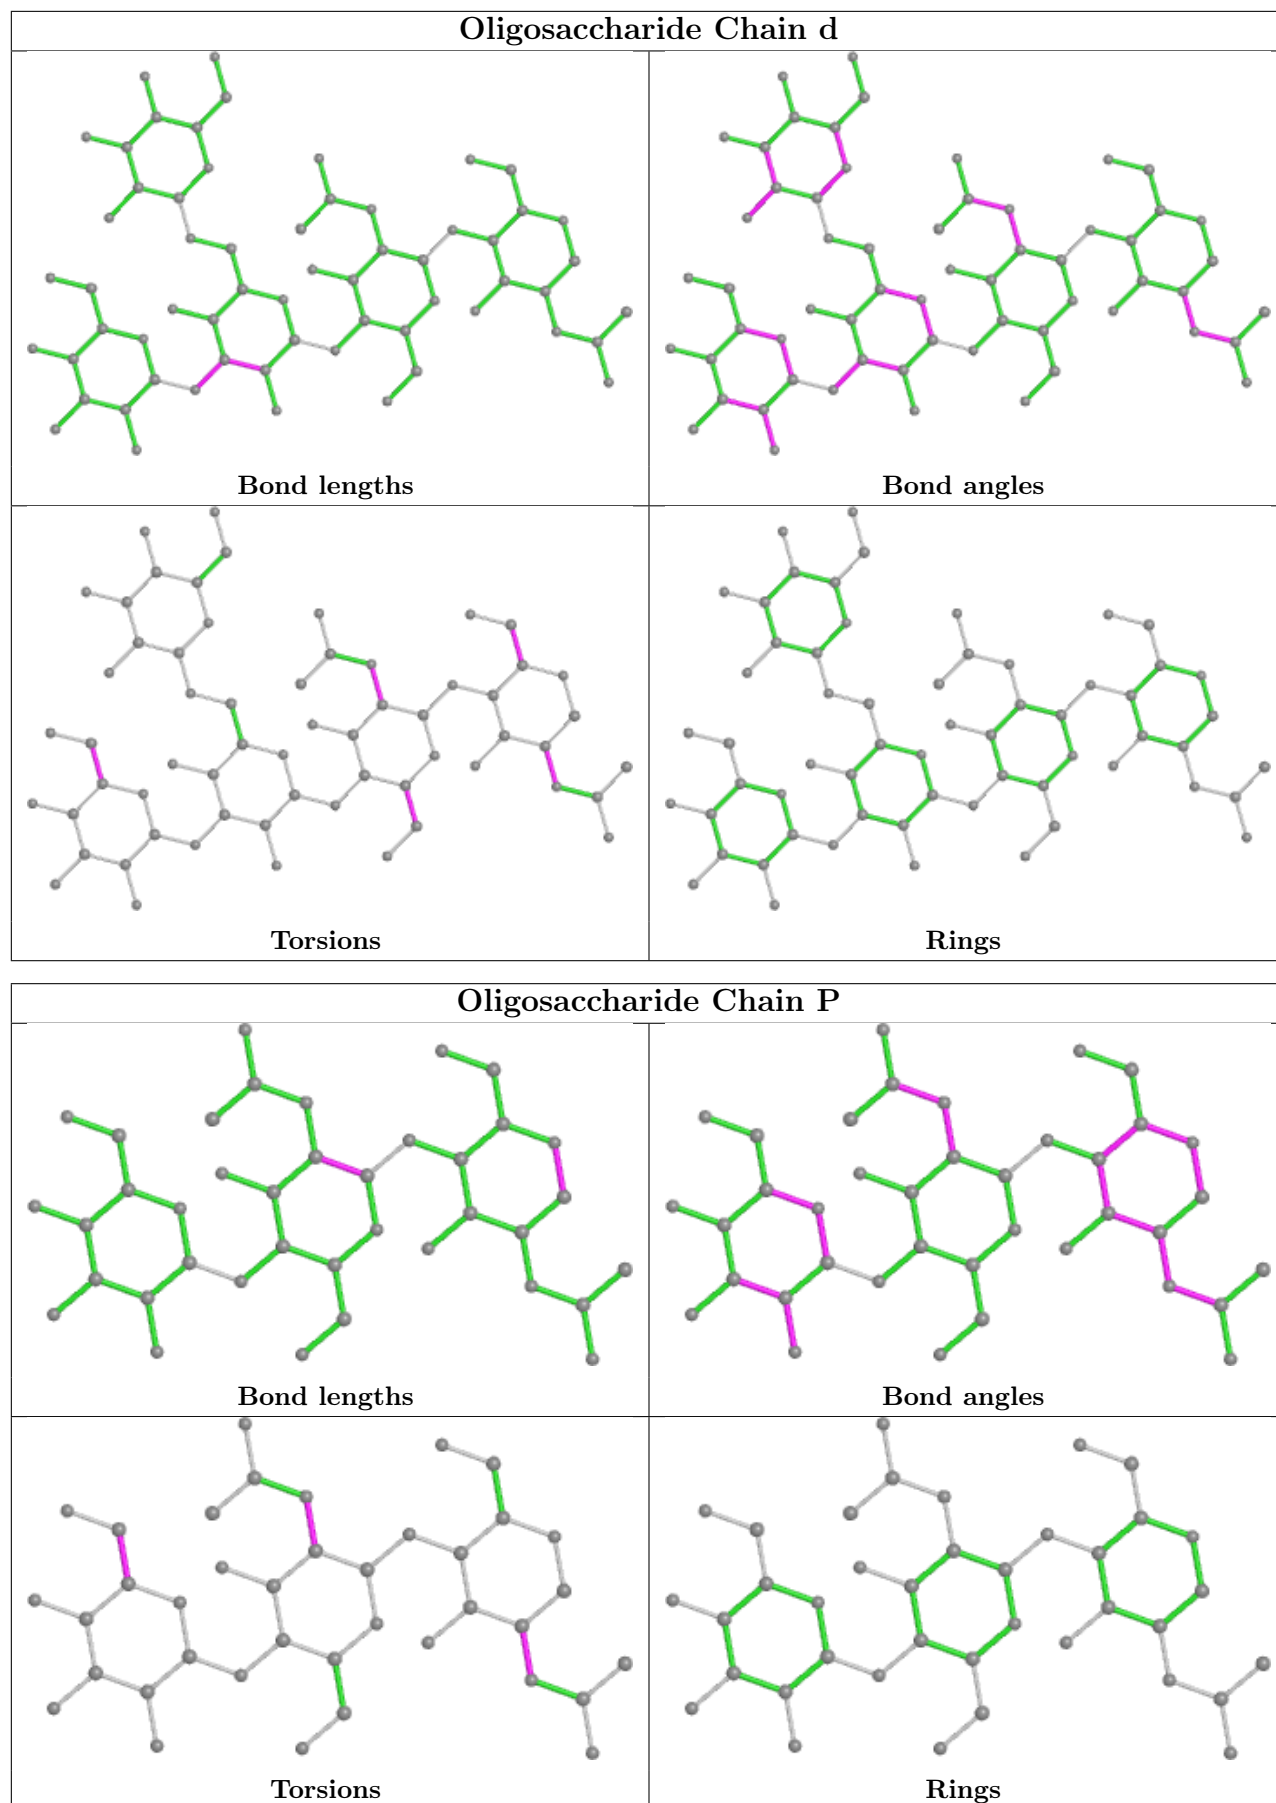 Oligosaccharide Chain d
Bond lengths
Bond angles
Torsions
Rings
Oligosaccharide Chain P
Bond lengths
Bond angles
Torsions
Rings